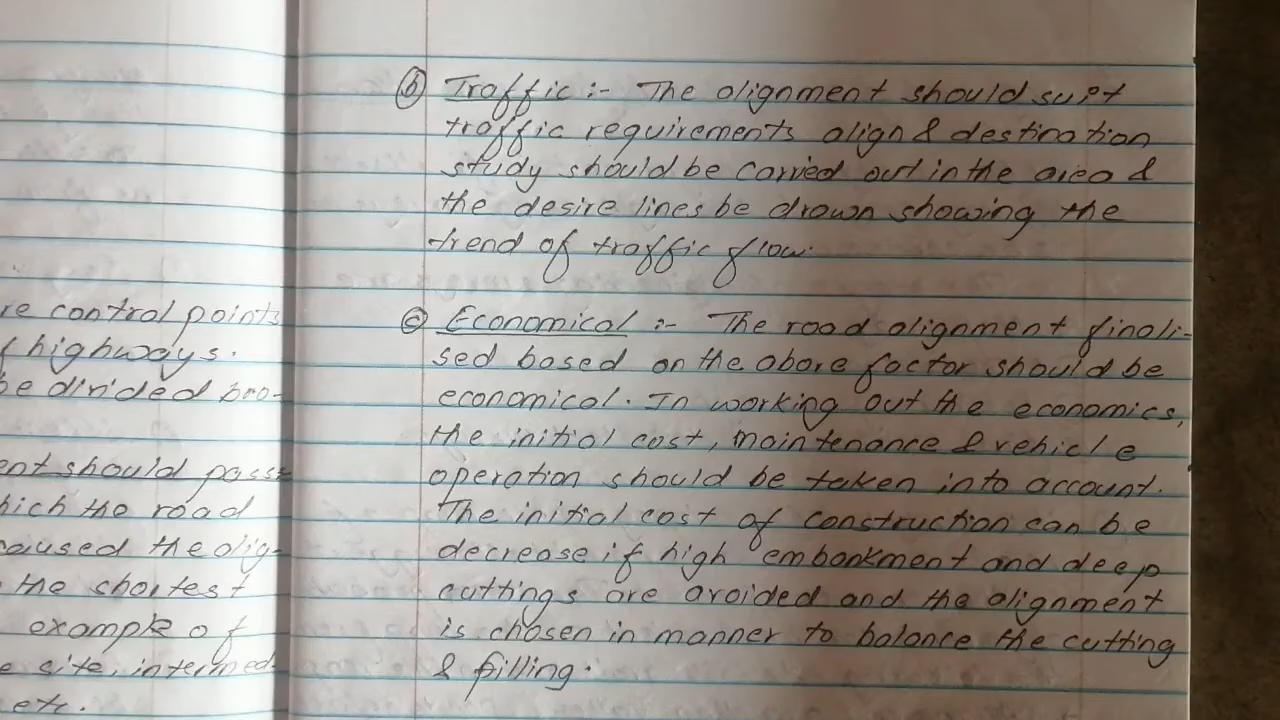 re control points
f highways.
be divided bro-
ent should pass
hich the road
caused the alig-
the shortest
example of
e site, intermed-
etc.
(b) Traffic :- The alignment should suit
traffic requirements align & destination
study should be carried out in the area &
the desire lines be drawn showing the
trend of traffic flow.
(c) Economical :- The road alignment finali-
sed based on the above factor should be
economical. In working out the economics,
the initial cost, maintenance & vehicle
operation should be taken into account.
The initial cost of construction can be
decrease if high embankment and deep
cuttings are avoided and the alignment
is chosen in manner to balance the cutting
& filling.